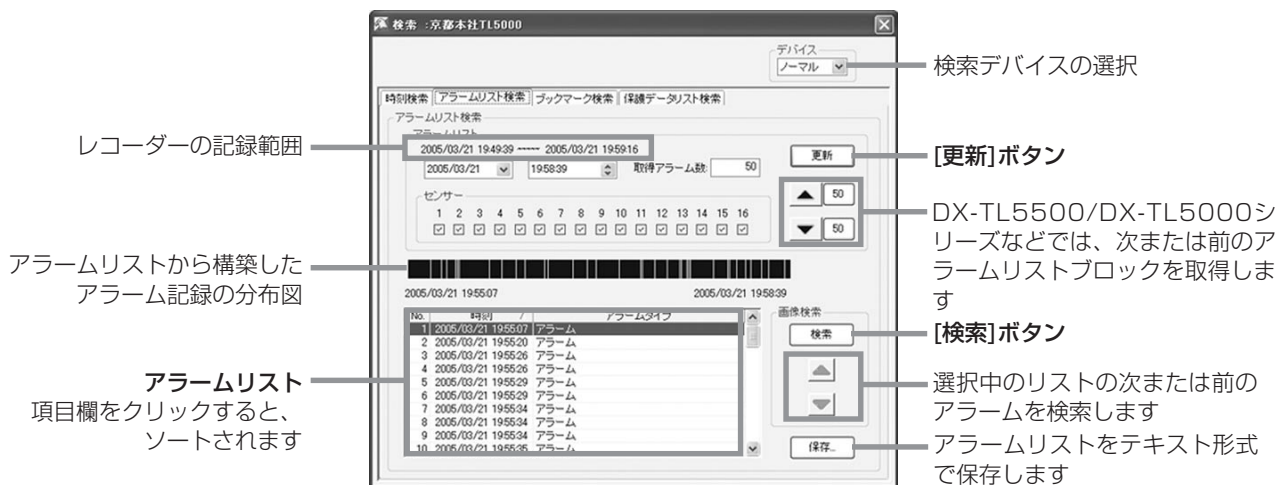 検索 :京都本社TL5000
デバイス
ノーマル
検索デバイスの選択
時刻検索 アラームリスト検索 ブックマーク検索 保護データリスト検索
アラームリスト検索
アラームリスト
レコーダーの記録範囲
2005/03/21 19:49:39 ----- 2005/03/21 19:59:16
更新
[更新]ボタン
2005/03/21 19:58:39 取得アラーム数: 50
センサー
1 2 3 4 5 6 7 8 9 10 11 12 13 14 15 16
▲ 50
▼ 50
DX-TL5500/DX-TL5000シ
リーズなどでは、次または前のア
ラームリストブロックを取得しま
す
アラームリストから構築した
アラーム記録の分布図
2005/03/21 19:55:07 2005/03/21 19:58:39
No. 時刻 / アラームタイプ
1 2005/03/21 19:55:07 アラーム
2 2005/03/21 19:55:20 アラーム
3 2005/03/21 19:55:26 アラーム
4 2005/03/21 19:55:26 アラーム
5 2005/03/21 19:55:29 アラーム
6 2005/03/21 19:55:29 アラーム
7 2005/03/21 19:55:34 アラーム
8 2005/03/21 19:55:34 アラーム
9 2005/03/21 19:55:34 アラーム
10 2005/03/21 19:55:35 アラーム
アラームリスト
項目欄をクリックすると、
ソートされます
画像検索
検索
[検索]ボタン
選択中のリストの次または前の
アラームを検索します
保存...
アラームリストをテキスト形式
で保存します